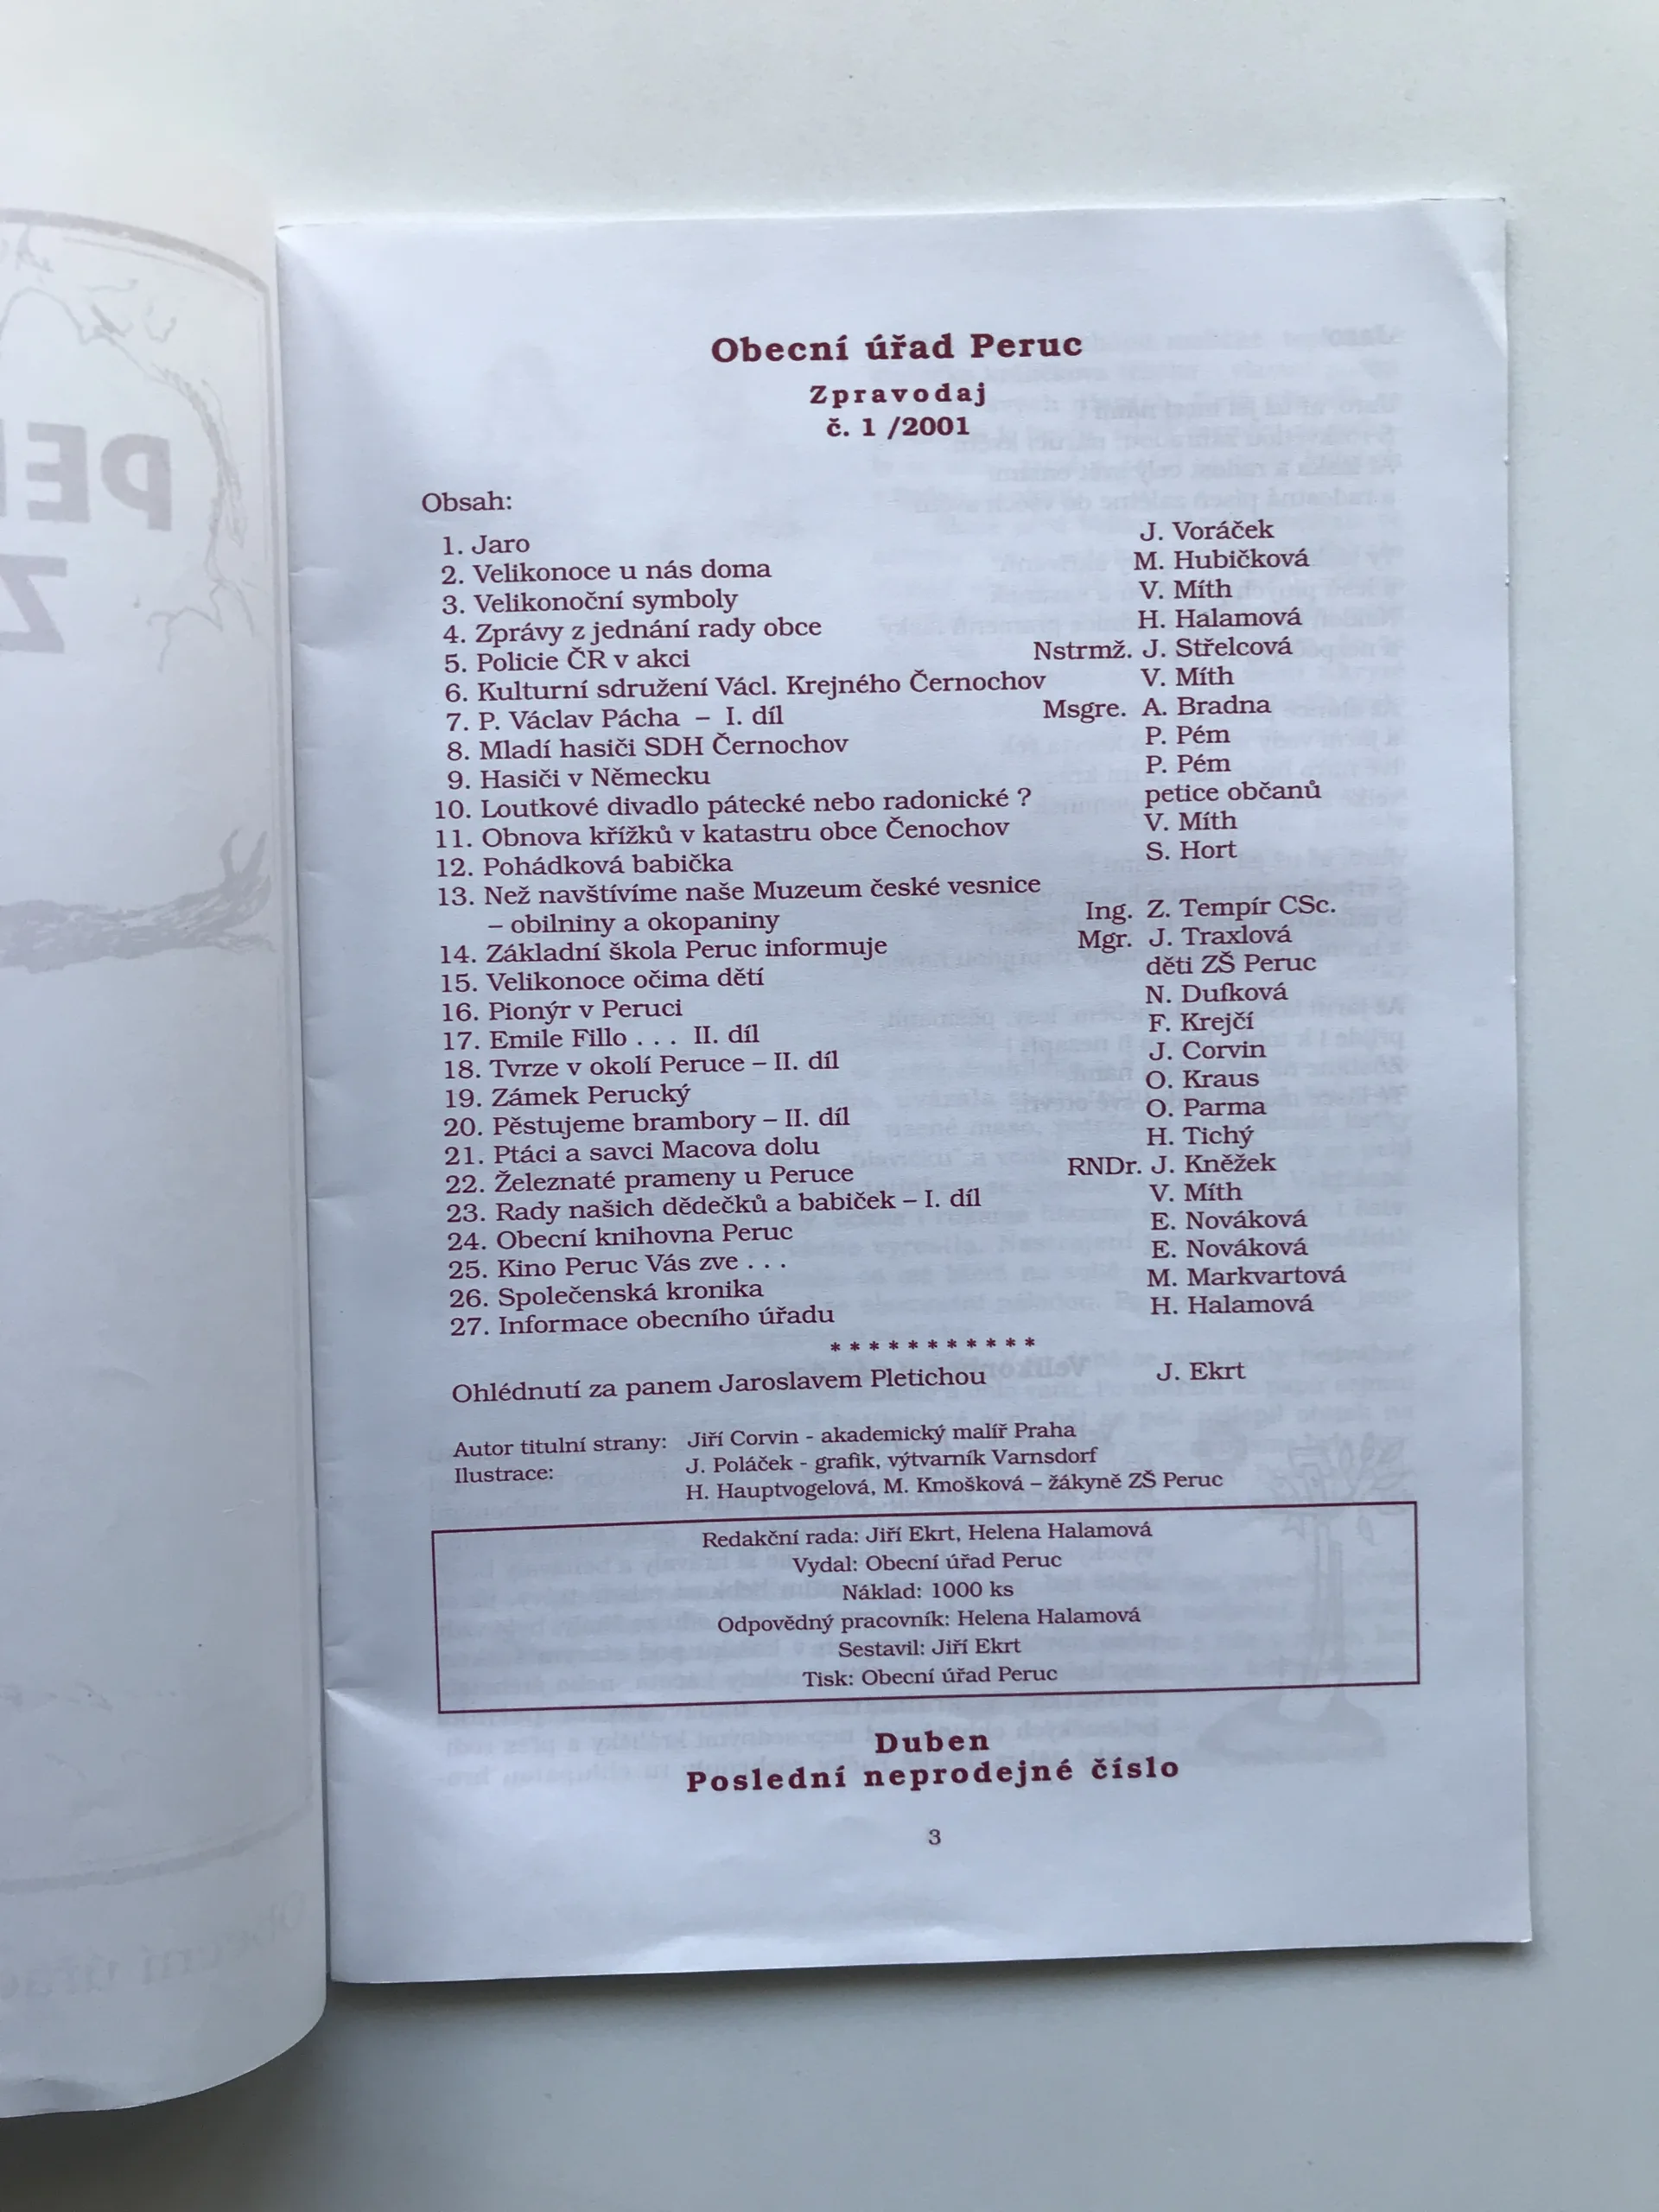 Obecní úřad Peruc
Zpravodaj
č. 1 /2001
Obsah:
1. Jaro J. Voráček
2. Velikonoce u nás doma M. Hubičková
3. Velikonoční symboly V. Míth
4. Zprávy z jednání rady obce H. Halamová
5. Policie ČR v akci Nstrmž. J. Střelcová
6. Kulturní sdružení Václ. Krejného Černochov V. Míth
7. P. Václav Pácha – I. díl Msgre. A. Bradna
8. Mladí hasiči SDH Černochov P. Pém
9. Hasiči v Německu P. Pém
10. Loutkové divadlo pátecké nebo radonické ? petice občanů
11. Obnova křížků v katastru obce Čenochov V. Míth
12. Pohádková babička S. Hort
13. Než navštívíme naše Muzeum české vesnice
– obilniny a okopaniny Ing. Z. Tempír CSc.
14. Základní škola Peruc informuje Mgr. J. Traxlová
15. Velikonoce očima dětí děti ZŠ Peruc
16. Pionýr v Peruci N. Dufková
17. Emile Fillo . . . II. díl F. Krejčí
18. Tvrze v okolí Peruce – II. díl J. Corvin
19. Zámek Perucký O. Kraus
20. Pěstujeme brambory – II. díl O. Parma
21. Ptáci a savci Macova dolu H. Tichý
22. Železnaté prameny u Peruce RNDr. J. Kněžek
23. Rady našich dědečků a babiček – I. díl V. Míth
24. Obecní knihovna Peruc E. Nováková
25. Kino Peruc Vás zve . . . E. Nováková
26. Společenská kronika M. Markvartová
27. Informace obecního úřadu H. Halamová
* * * * * * * * * * *
Ohlédnutí za panem Jaroslavem Pletichou J. Ekrt
Autor titulní strany: Jiří Corvin - akademický malíř Praha
Ilustrace: J. Poláček - grafik, výtvarník Varnsdorf
H. Hauptvogelová, M. Kmošková – žákyně ZŠ Peruc
Redakční rada: Jiří Ekrt, Helena Halamová
Vydal: Obecní úřad Peruc
Náklad: 1000 ks
Odpovědný pracovník: Helena Halamová
Sestavil: Jiří Ekrt
Tisk: Obecní úřad Peruc
Duben
Poslední neprodejné číslo
3